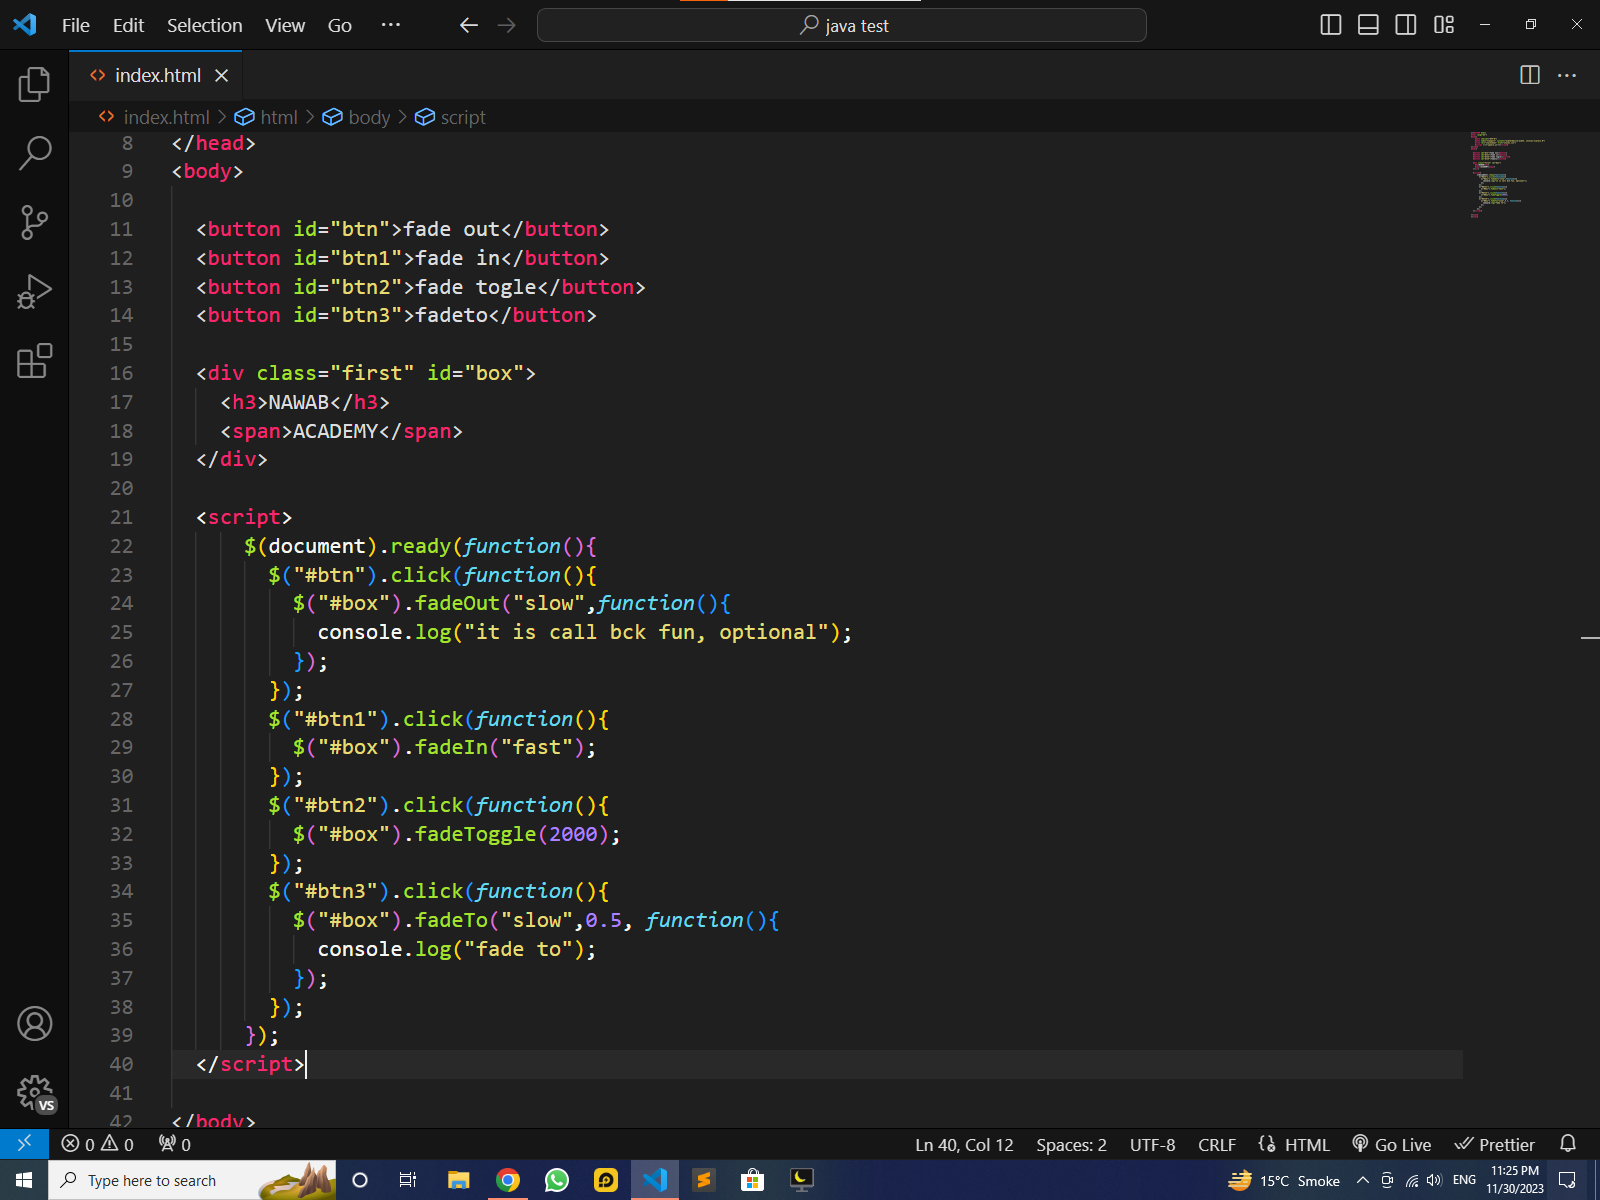 File Edit Selection View Go ··· java test
index.html
index.html > html > body > script
8 </head>
9 <body>
10
11 <button id="btn">fade out</button>
12 <button id="btn1">fade in</button>
13 <button id="btn2">fade togle</button>
14 <button id="btn3">fadeto</button>
15
16 <div class="first" id="box">
17 <h3>NAWAB</h3>
18 <span>ACADEMY</span>
19 </div>
20
21 <script>
22 $(document).ready(function(){
23 $("#btn").click(function(){
24 $("#box").fadeOut("slow",function(){
25 console.log("it is call bck fun, optional");
26 });
27 });
28 $("#btn1").click(function(){
29 $("#box").fadeIn("fast");
30 });
31 $("#btn2").click(function(){
32 $("#box").fadeToggle(2000);
33 });
34 $("#btn3").click(function(){
35 $("#box").fadeTo("slow",0.5, function(){
36 console.log("fade to");
37 });
38 });
39 });
40 </script>
41
42 </body>
VS
0 0 0 Ln 40, Col 12 Spaces: 2 UTF-8 CRLF HTML Go Live Prettier
Type here to search 15°C Smoke ENG 11:25 PM
11/30/2023